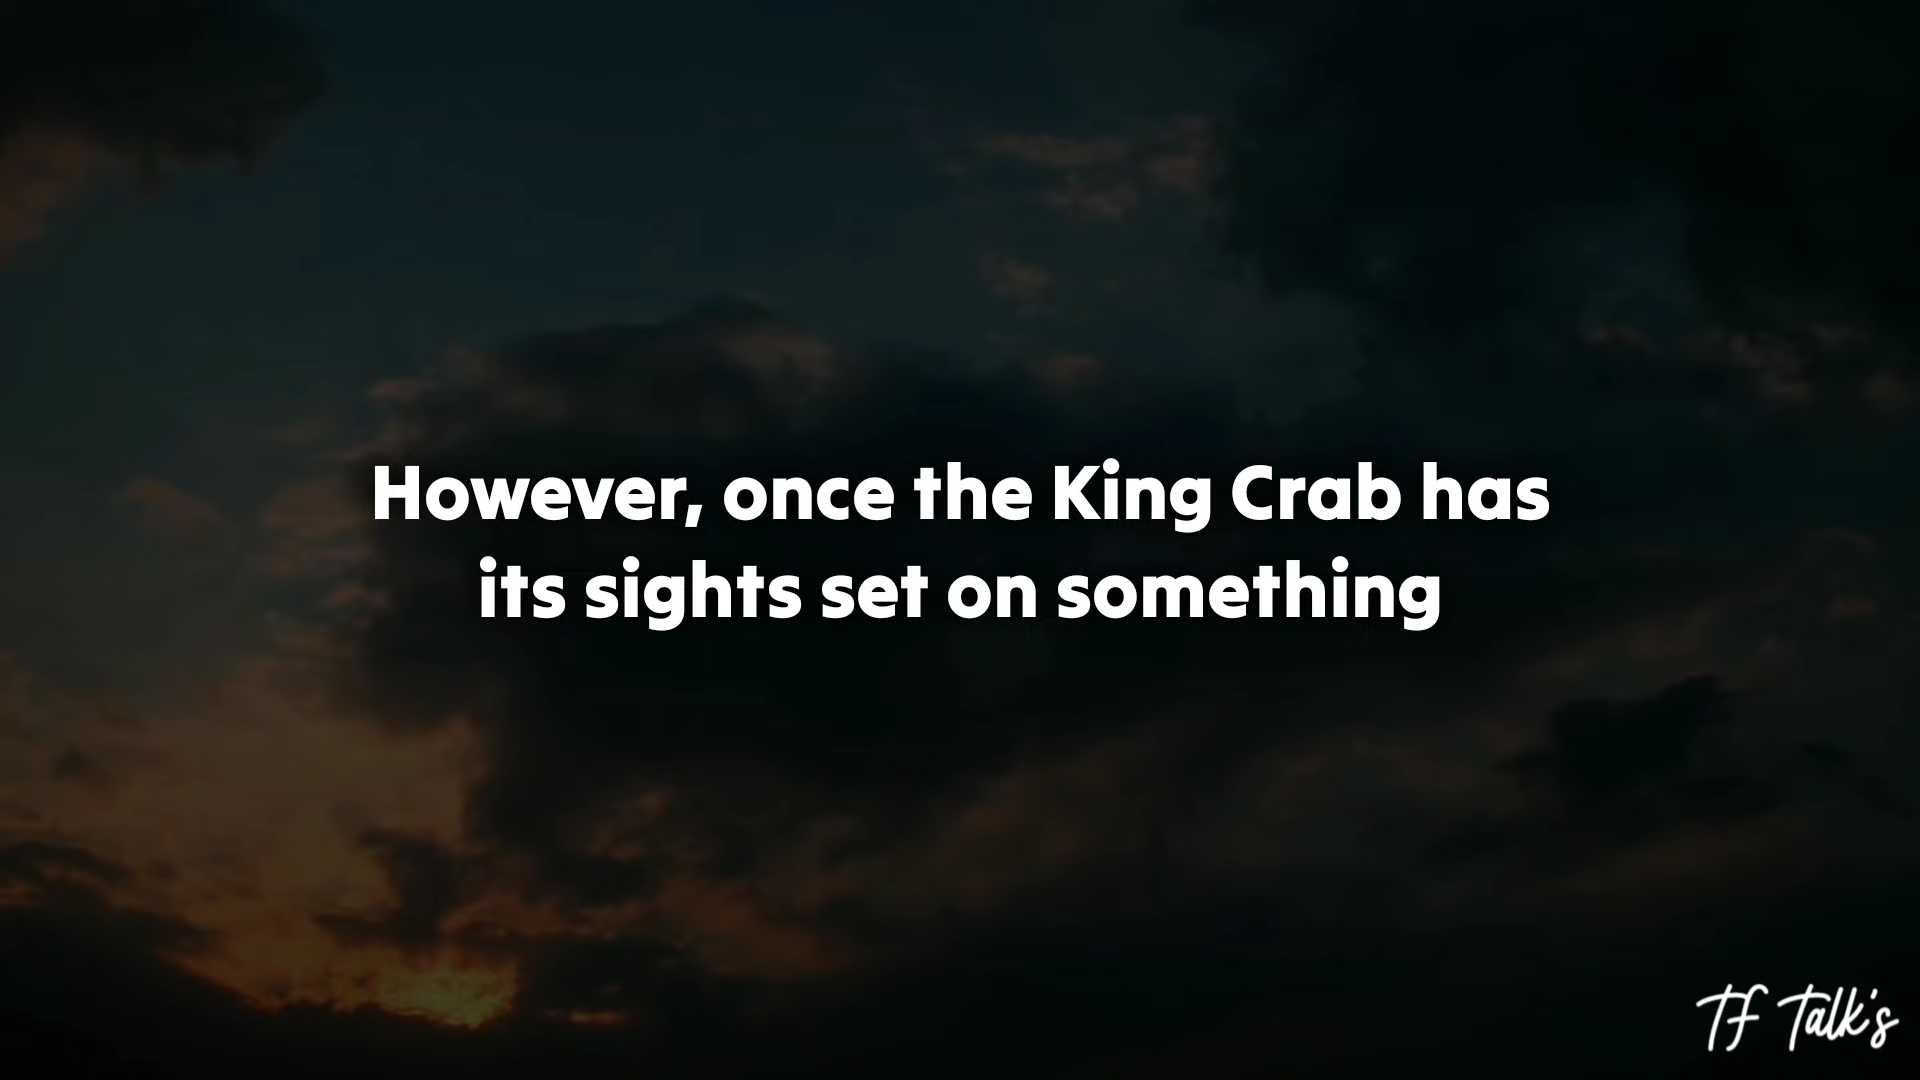 However, once the King Crab has
its sights set on something
TF Talk's